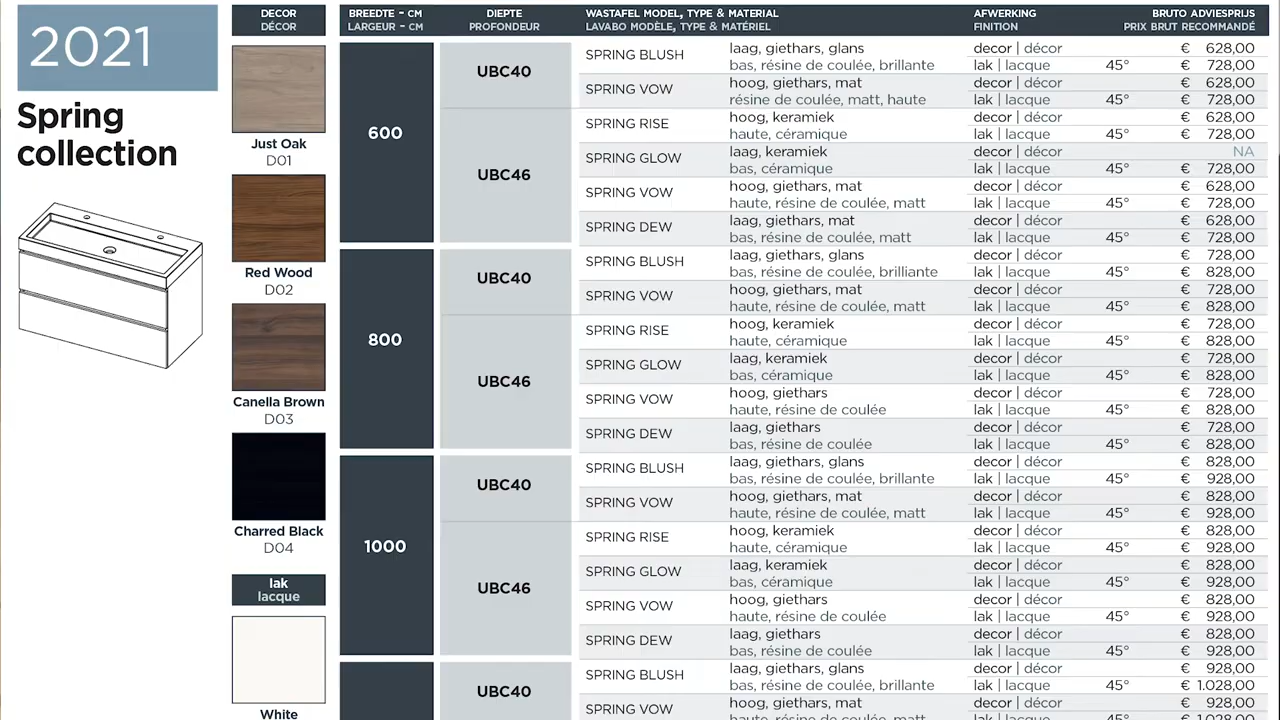 2021
Spring
collection
DECOR
DÉCOR
Just Oak
D01
Red Wood
D02
Canella Brown
D03
Charred Black
D04
lak
lacque
White
BREEDTE - CM DIEPTE WASTAFEL MODEL, TYPE & MATERIAL AFWERKING BRUTO ADVIESPRIJS
LARGEUR - CM PROFONDEUR LAVABO MODÈLE, TYPE & MATÉRIEL FINITION PRIX BRUT RECOMMANDÉ
600
UBC40
SPRING BLUSH laag, giethars, glans decor | décor € 628,00
bas, résine de coulée, brillante lak | lacque 45° € 728,00
SPRING VOW hoog, giethars, mat decor | décor € 628,00
résine de coulée, matt, haute lak | lacque 45° € 728,00
UBC46
SPRING RISE hoog, keramiek decor | décor € 628,00
haute, céramique lak | lacque 45° € 728,00
SPRING GLOW laag, keramiek decor | décor NA
bas, céramique lak | lacque 45° € 728,00
SPRING VOW hoog, giethars, mat decor | décor € 628,00
haute, résine de coulée, matt lak | lacque 45° € 728,00
SPRING DEW laag, giethars, mat decor | décor € 628,00
bas, résine de coulée, matt lak | lacque 45° € 728,00
800
UBC40
SPRING BLUSH laag, giethars, glans decor | décor € 728,00
bas, résine de coulée, brilliante lak | lacque 45° € 828,00
SPRING VOW hoog, giethars, mat decor | décor € 728,00
haute, résine de coulée, matt lak | lacque 45° € 828,00
UBC46
SPRING RISE hoog, keramiek decor | décor € 728,00
haute, céramique lak | lacque 45° € 828,00
SPRING GLOW laag, keramiek decor | décor € 728,00
bas, céramique lak | lacque 45° € 828,00
SPRING VOW hoog, giethars decor | décor € 728,00
haute, résine de coulée lak | lacque 45° € 828,00
SPRING DEW laag, giethars decor | décor € 728,00
bas, résine de coulée lak | lacque 45° € 828,00
1000
UBC40
SPRING BLUSH laag, giethars, glans decor | décor € 828,00
bas, résine de coulée, brillante lak | lacque 45° € 928,00
SPRING VOW hoog, giethars, mat decor | décor € 828,00
haute, résine de coulée, matt lak | lacque 45° € 928,00
UBC46
SPRING RISE hoog, keramiek decor | décor € 828,00
haute, céramique lak | lacque 45° € 928,00
SPRING GLOW laag, keramiek decor | décor € 828,00
bas, céramique lak | lacque 45° € 928,00
SPRING VOW hoog, giethars decor | décor € 828,00
haute, résine de coulée lak | lacque 45° € 928,00
SPRING DEW laag, giethars decor | décor € 828,00
bas, résine de coulée lak | lacque 45° € 928,00
UBC40
SPRING BLUSH laag, giethars, glans decor | décor € 928,00
bas, résine de coulée, brillante lak | lacque 45° € 1.028,00
SPRING VOW hoog, giethars, mat decor | décor € 928,00
haute, résine de coulée, matt lak | lacque 45° € 1.028,00